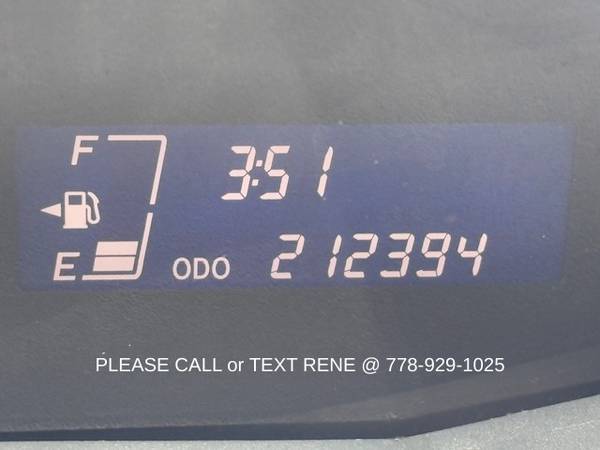 F 3:51
E ODO 212394
PLEASE CALL or TEXT RENE @ 778-929-1025